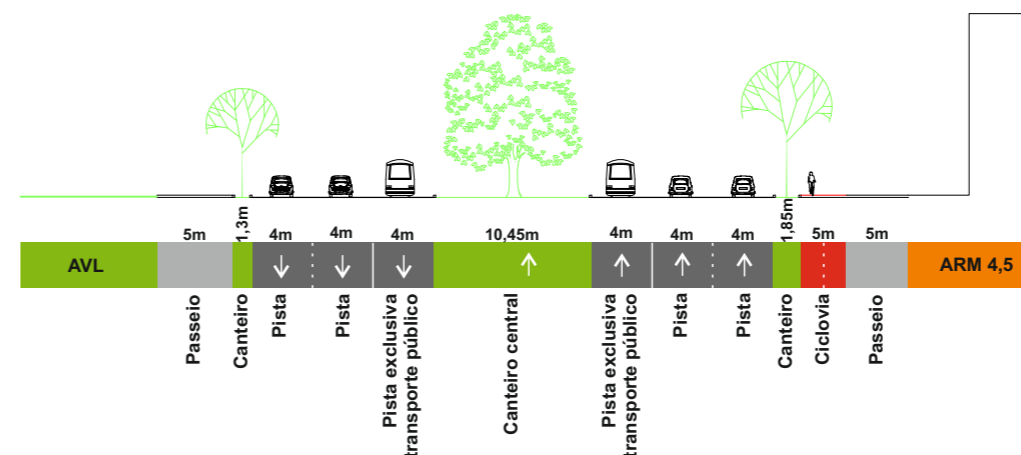 5m
1,3m
4m
4m
4m
10,45m
4m
4m
4m
1,85m
5m
5m
AVL
ARM 4,5
Passeio
Canteiro
Pista
Pista
Pista exclusiva
transporte público
Canteiro central
Pista exclusiva
transporte público
Pista
Pista
Canteiro
Ciclovia
Passeio